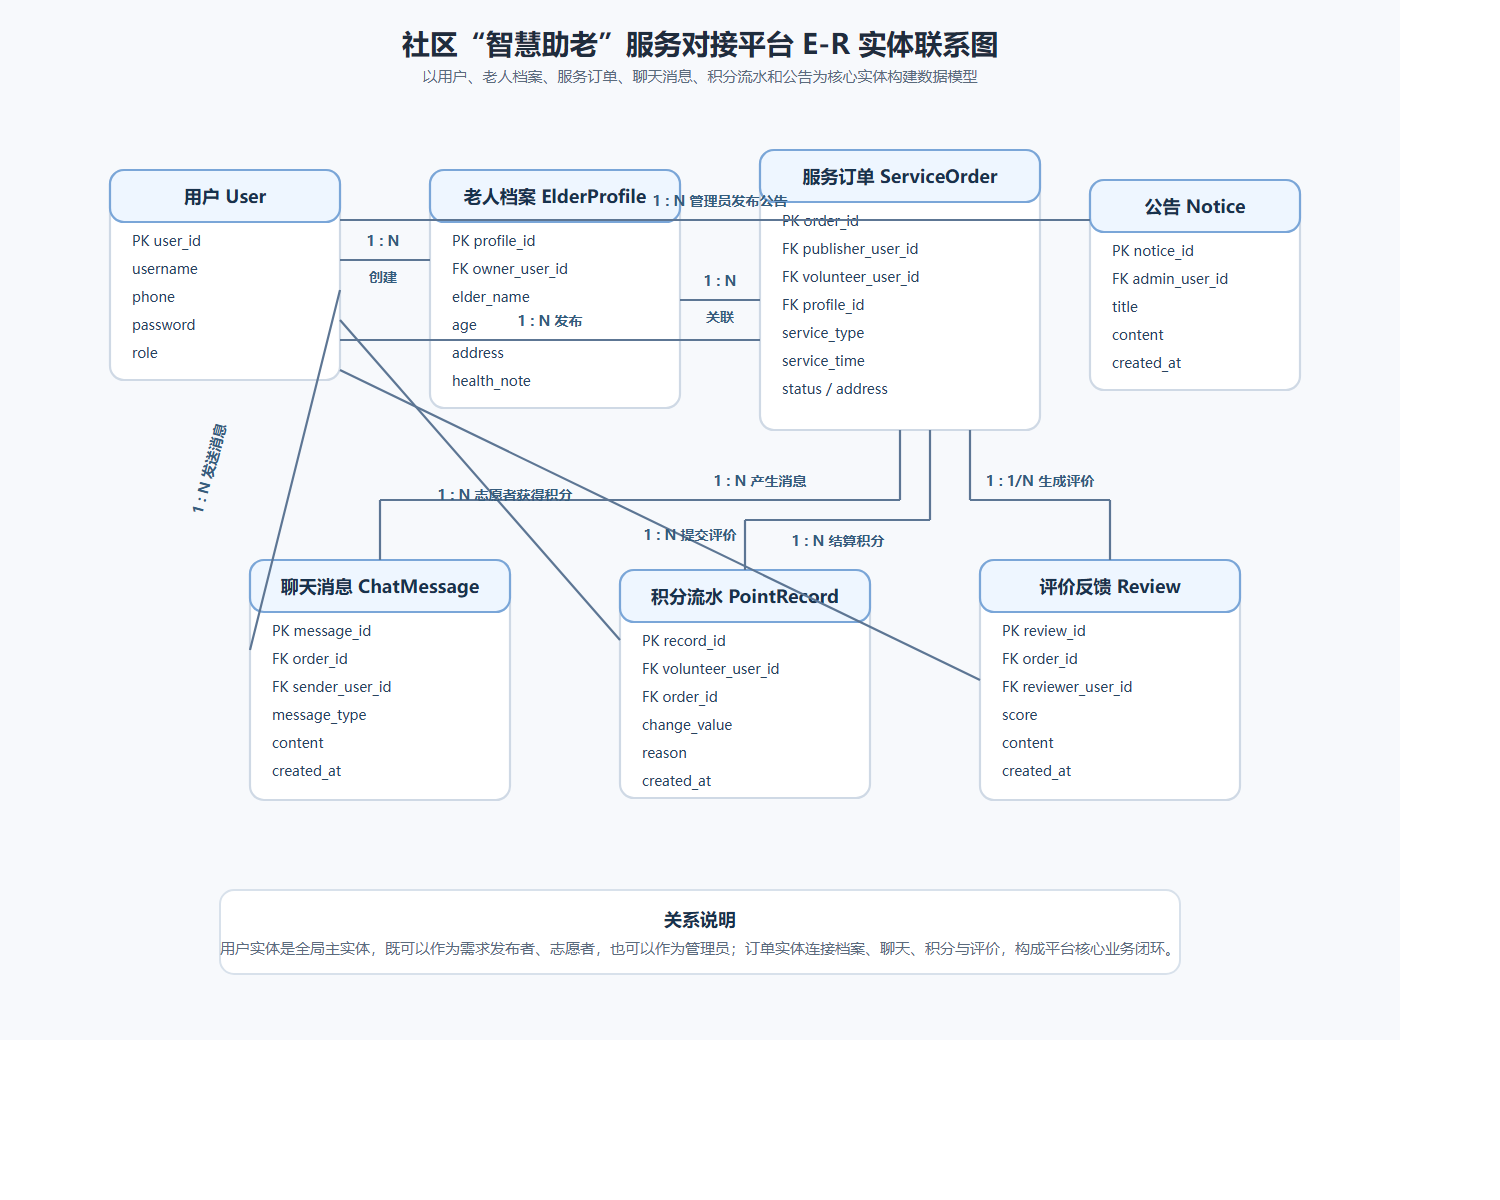 社区“智慧助老”服务对接平台 E-R 实体联系图
以用户、老人档案、服务订单、聊天消息、积分流水和公告为核心实体构建数据模型
用户 User
PK user_id
username
phone
password
role
1 : N
创建
老人档案 ElderProfile
PK profile_id
FK owner_user_id
elder_name
age
address
health_note
1 : N 管理员发布公告
1 : N 发布
1 : N
关联
服务订单 ServiceOrder
PK order_id
FK publisher_user_id
FK volunteer_user_id
FK profile_id
service_type
service_time
status / address
公告 Notice
PK notice_id
FK admin_user_id
title
content
created_at
1 : N 发送消息
1 : N 志愿者获得积分
1 : N 产生消息
1 : 1/N 生成评价
1 : N 提交评价
1 : N 结算积分
聊天消息 ChatMessage
PK message_id
FK order_id
FK sender_user_id
message_type
content
created_at
积分流水 PointRecord
PK record_id
FK volunteer_user_id
FK order_id
change_value
reason
created_at
评价反馈 Review
PK review_id
FK order_id
FK reviewer_user_id
score
content
created_at
关系说明
用户实体是全局主实体，既可以作为需求发布者、志愿者，也可以作为管理员；订单实体连接档案、聊天、积分与评价，构成平台核心业务闭环。